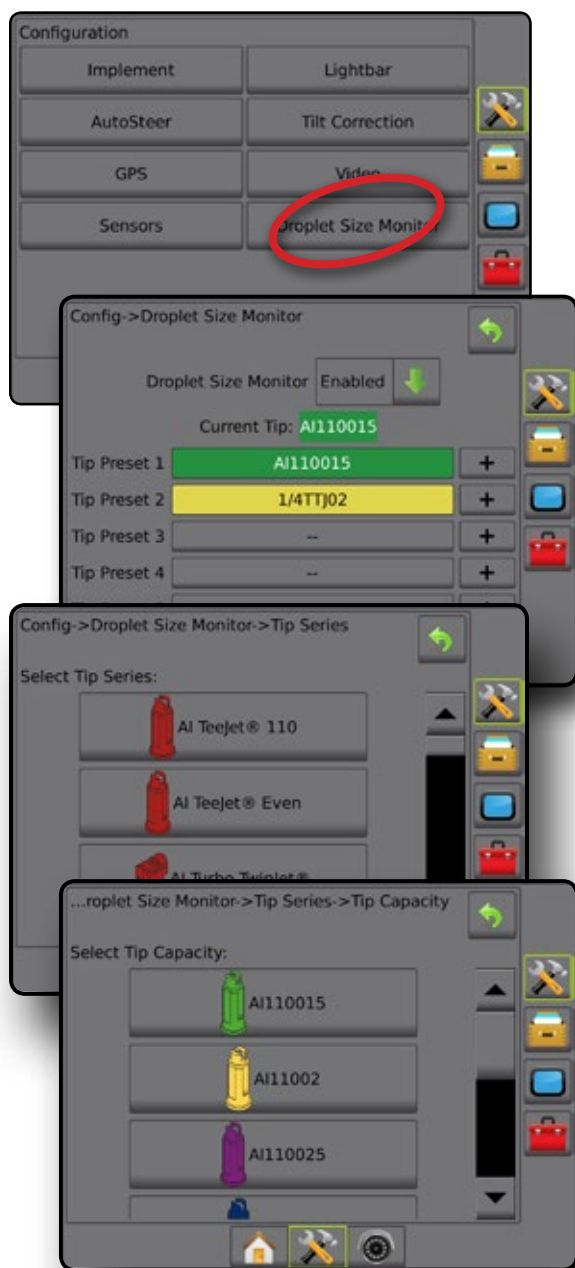 Configuration
Implement Lightbar
AutoSteer Tilt Correction
GPS Video
Sensors Droplet Size Monitor
Config->Droplet Size Monitor
Droplet Size Monitor Enabled
Current Tip: AI110015
Tip Preset 1 AI110015 +
Tip Preset 2 1/4TTJ02 +
Tip Preset 3 -- +
Tip Preset 4 -- +
Config->Droplet Size Monitor->Tip Series
Select Tip Series:
AI TeeJet® 110
AI TeeJet® Even
AI Turbo TwinJet®
...roplet Size Monitor->Tip Series->Tip Capacity
Select Tip Capacity:
AI110015
AI11002
AI110025